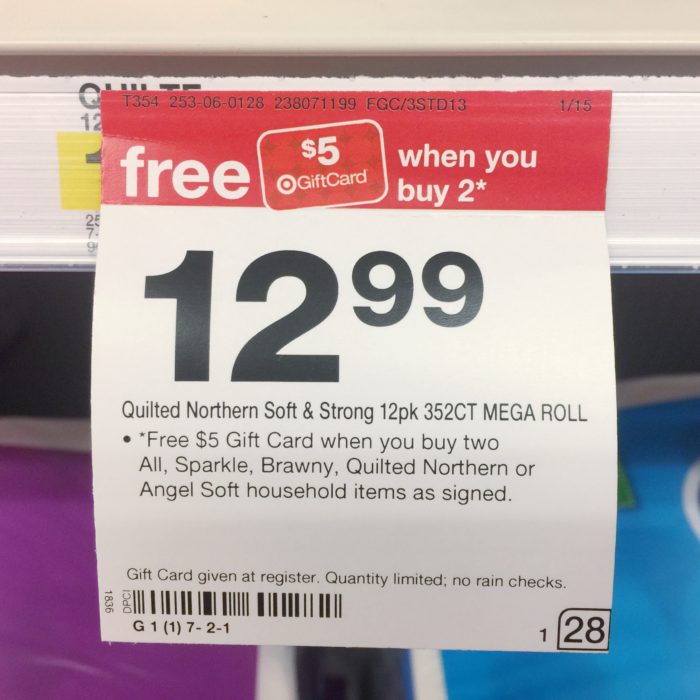 QUILTE
12
T354 253-06-0128 238071199 FGC/3STD13 1/15
free $5 GiftCard when you buy 2*
12.99
Quilted Northern Soft & Strong 12pk 352CT MEGA ROLL
• *Free $5 Gift Card when you buy two
All, Sparkle, Brawny, Quilted Northern or
Angel Soft household items as signed.
Gift Card given at register. Quantity limited; no rain checks.
1836
DPCI
G 1 (1) 7- 2-1
1 28